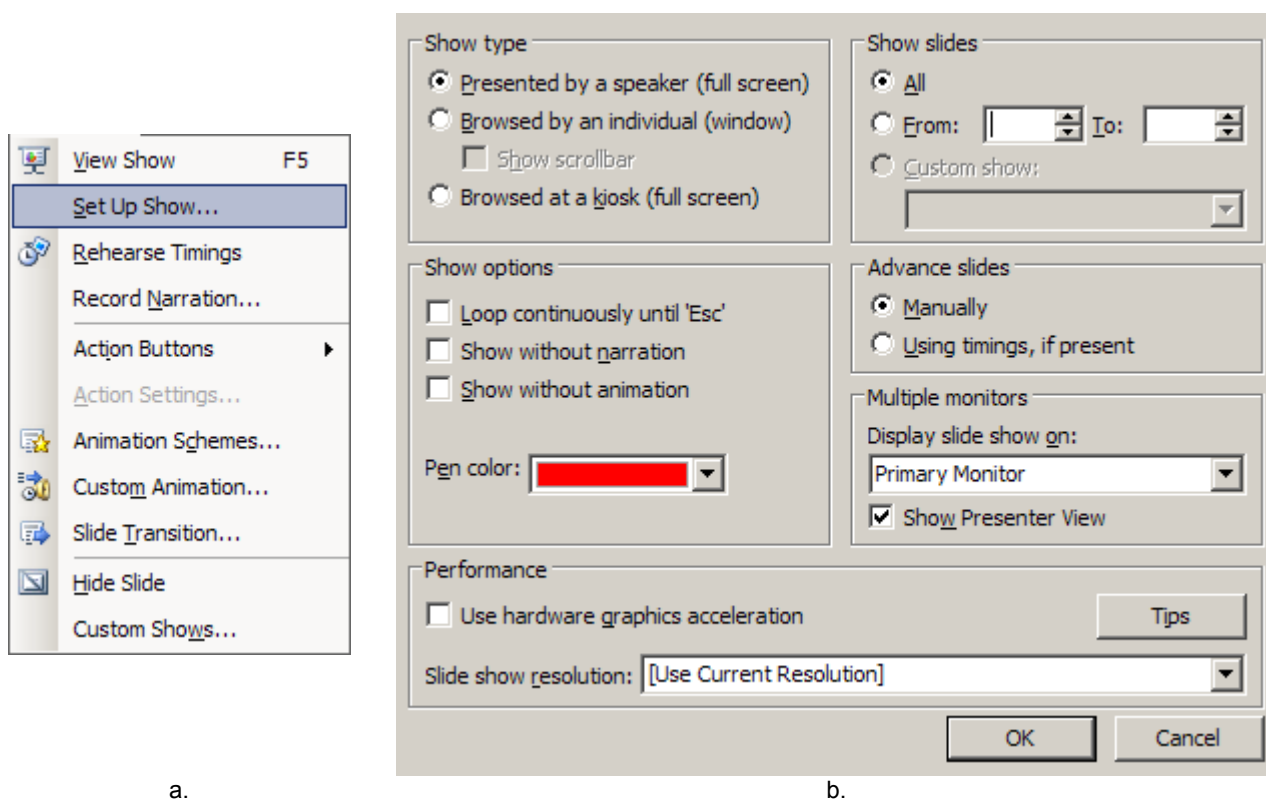 View Show F5
Set Up Show...
Rehearse Timings
Record Narration...
Action Buttons
Action Settings...
Animation Schemes...
Custom Animation...
Slide Transition...
Hide Slide
Custom Shows...
a.
Show type
Presented by a speaker (full screen)
Browsed by an individual (window)
Show scrollbar
Browsed at a kiosk (full screen)
Show slides
All
From: To:
Custom show:
Show options
Loop continuously until 'Esc'
Show without narration
Show without animation
Pen color:
Advance slides
Manually
Using timings, if present
Multiple monitors
Display slide show on:
Primary Monitor
Show Presenter View
Performance
Use hardware graphics acceleration
Tips
Slide show resolution: [Use Current Resolution]
OK Cancel
b.